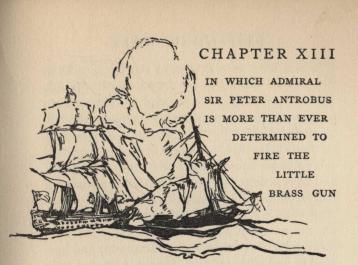 CHAPTER XIII
IN WHICH ADMIRAL
SIR PETER ANTROBUS
IS MORE THAN EVER
DETERMINED TO
FIRE THE
LITTLE
BRASS GUN